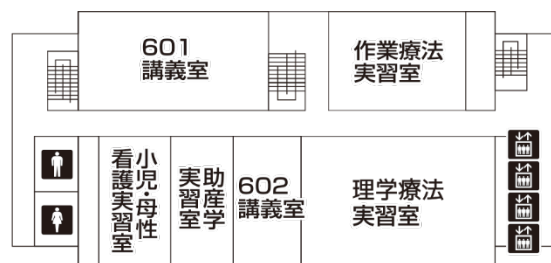 601
講義室
作業療法
実習室
小児・母性
看護実習室
助産学
実習室
602
講義室
理学療法
実習室